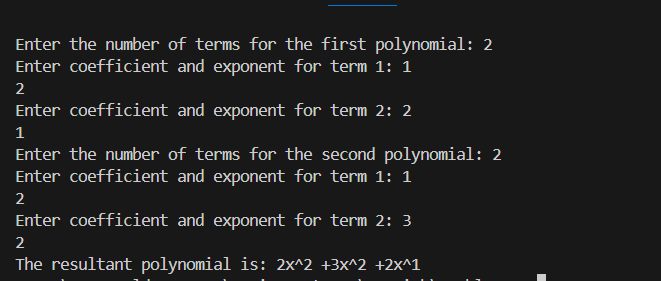 Enter the number of terms for the first polynomial: 2
Enter coefficient and exponent for term 1: 1
2
Enter coefficient and exponent for term 2: 2
1
Enter the number of terms for the second polynomial: 2
Enter coefficient and exponent for term 1: 1
2
Enter coefficient and exponent for term 2: 3
2
The resultant polynomial is: 2x^2 +3x^2 +2x^1